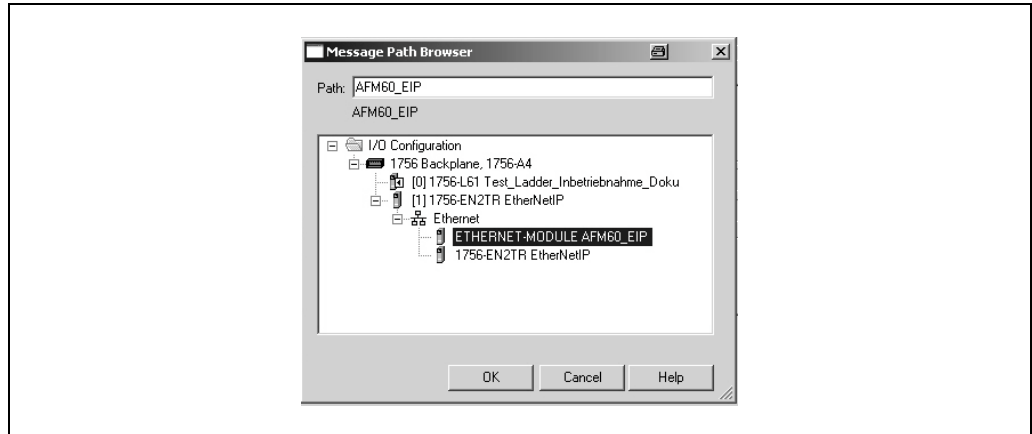 Message Path Browser
Path: AFM60_EIP
AFM60_EIP
I/O Configuration
1756 Backplane, 1756-A4
[0] 1756-L61 Test_Ladder_Inbetriebnahme_Doku
[1] 1756-EN2TR EtherNetIP
Ethernet
ETHERNET-MODULE AFM60_EIP
1756-EN2TR EtherNetIP
OK Cancel Help